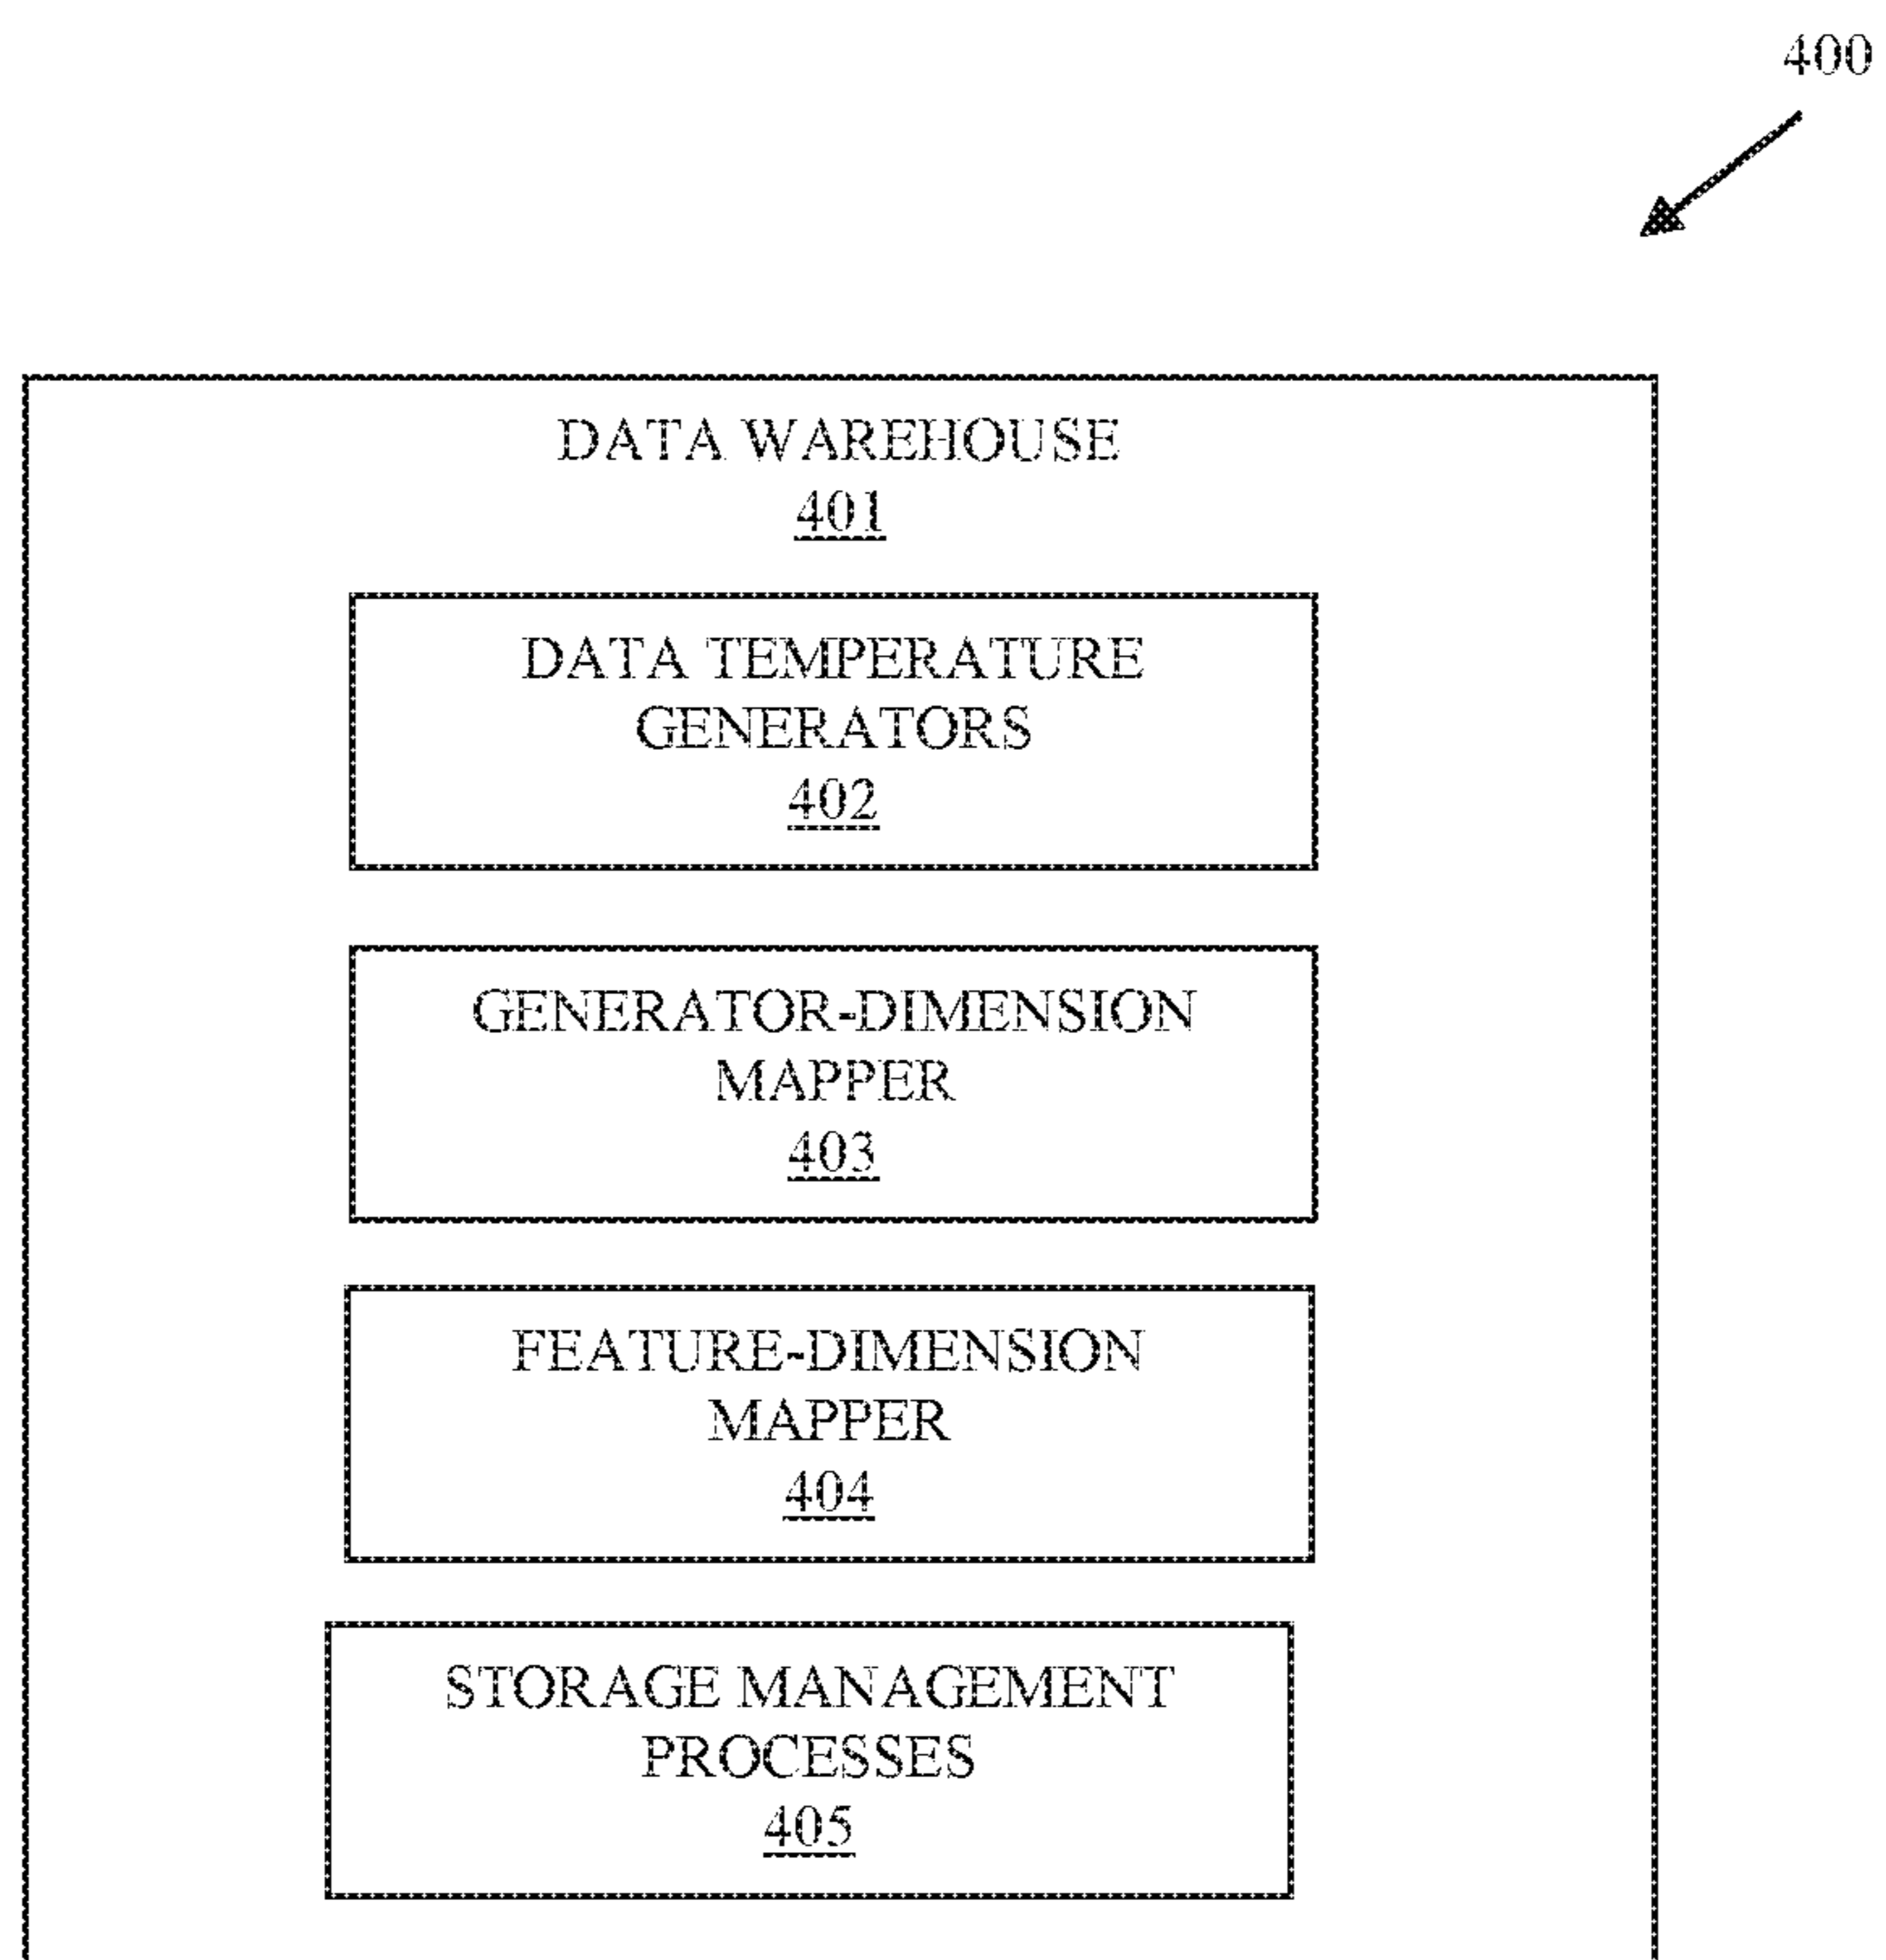 400
DATA WAREHOUSE
401
DATA TEMPERATURE
GENERATORS
402
GENERATOR-DIMENSION
MAPPER
403
FEATURE-DIMENSION
MAPPER
404
STORAGE MANAGEMENT
PROCESSES
405